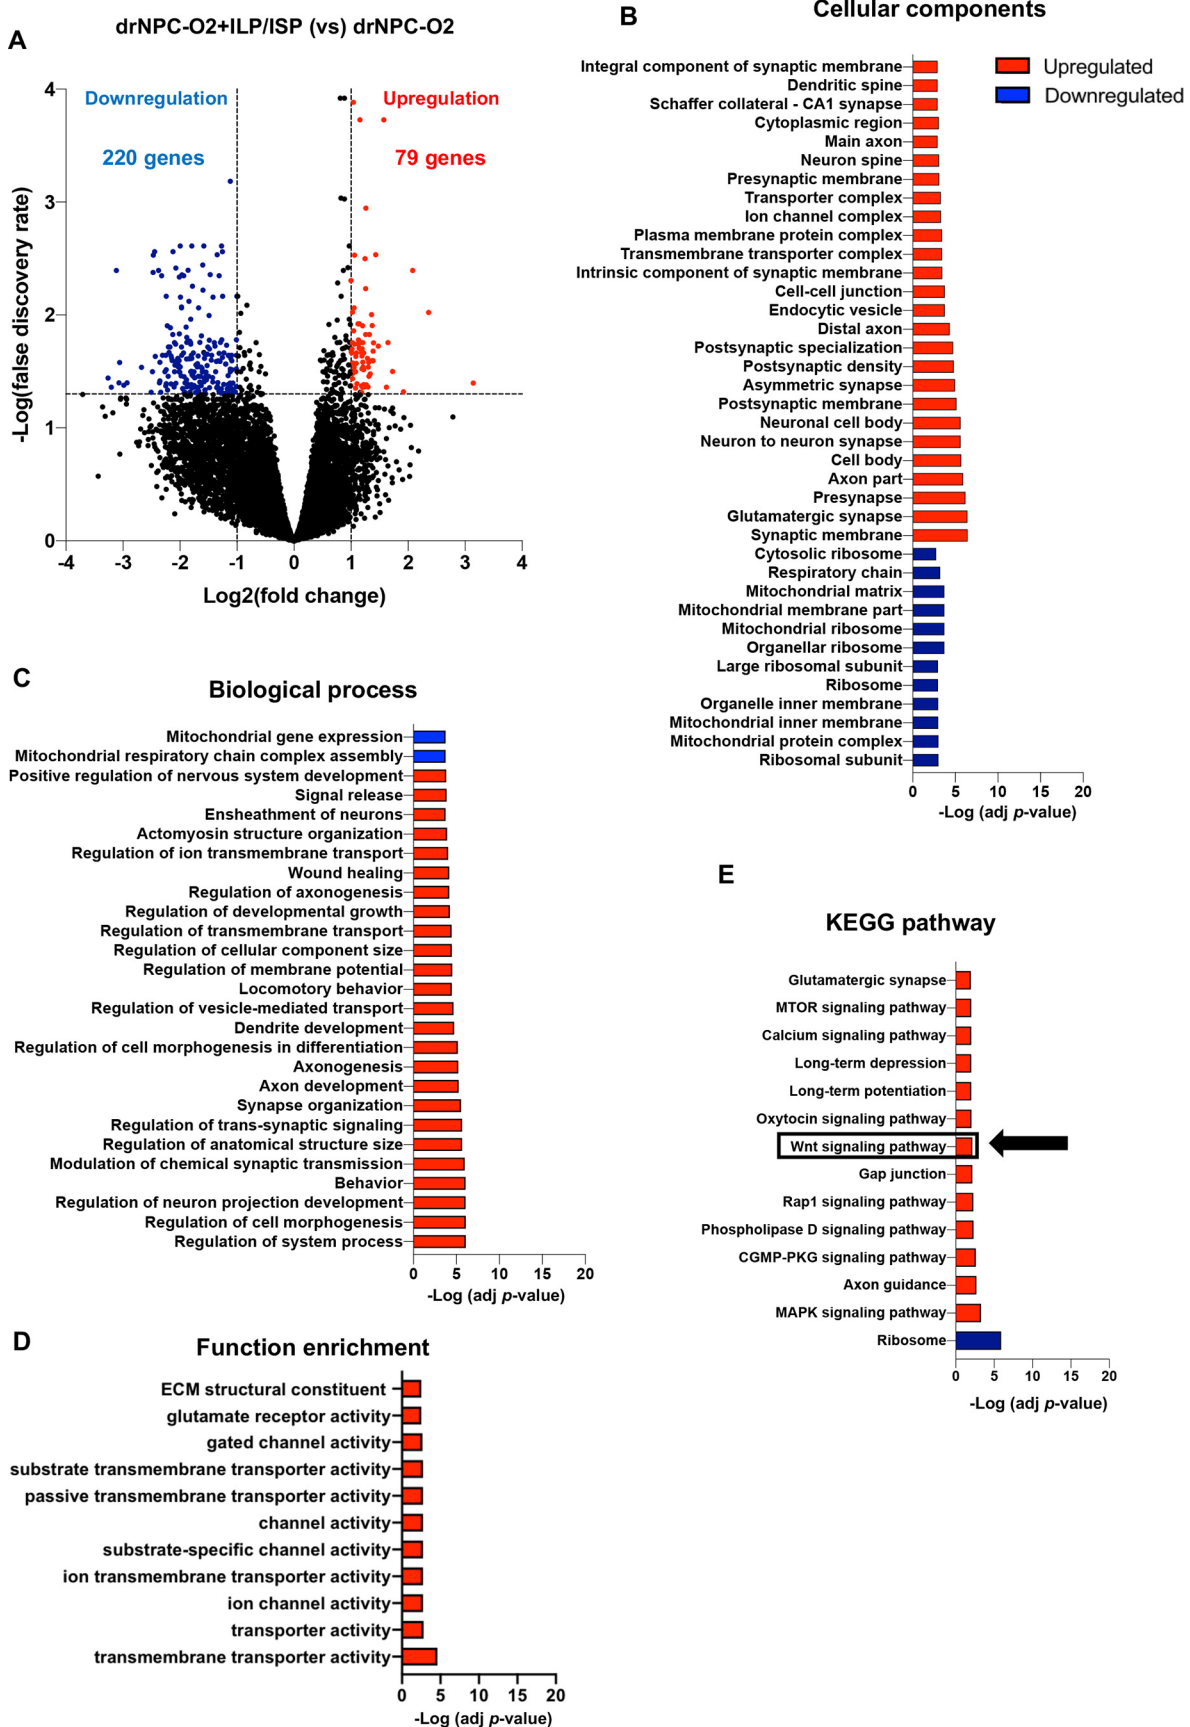 A
drNPC-O2+ILP/ISP (vs) drNPC-O2
Downregulation
Upregulation
220 genes
79 genes
-Log(false discovery rate)
4
3
2
1
0
-4 -3 -2 -1 0 1 2 3 4
Log2(fold change)
B
Cellular components
Upregulated
Downregulated
Integral component of synaptic membrane
Dendritic spine
Schaffer collateral - CA1 synapse
Cytoplasmic region
Main axon
Neuron spine
Presynaptic membrane
Transporter complex
Ion channel complex
Plasma membrane protein complex
Transmembrane transporter complex
Intrinsic component of synaptic membrane
Cell-cell junction
Endocytic vesicle
Distal axon
Postsynaptic specialization
Postsynaptic density
Asymmetric synapse
Postsynaptic membrane
Neuronal cell body
Neuron to neuron synapse
Cell body
Axon part
Presynapse
Glutamatergic synapse
Synaptic membrane
Cytosolic ribosome
Respiratory chain
Mitochondrial matrix
Mitochondrial membrane part
Mitochondrial ribosome
Organellar ribosome
Large ribosomal subunit
Ribosome
Organelle inner membrane
Mitochondrial inner membrane
Mitochondrial protein complex
Ribosomal subunit
0 5 10 15 20
-Log (adj p-value)
C
Biological process
Mitochondrial gene expression
Mitochondrial respiratory chain complex assembly
Positive regulation of nervous system development
Signal release
Ensheathment of neurons
Actomyosin structure organization
Regulation of ion transmembrane transport
Wound healing
Regulation of axonogenesis
Regulation of developmental growth
Regulation of transmembrane transport
Regulation of cellular component size
Regulation of membrane potential
Locomotory behavior
Regulation of vesicle-mediated transport
Dendrite development
Regulation of cell morphogenesis in differentiation
Axonogenesis
Axon development
Synapse organization
Regulation of trans-synaptic signaling
Regulation of anatomical structure size
Modulation of chemical synaptic transmission
Behavior
Regulation of neuron projection development
Regulation of cell morphogenesis
Regulation of system process
0 5 10 15 20
-Log (adj p-value)
D
Function enrichment
ECM structural constituent
glutamate receptor activity
gated channel activity
substrate transmembrane transporter activity
passive transmembrane transporter activity
channel activity
substrate-specific channel activity
ion transmembrane transporter activity
ion channel activity
transporter activity
transmembrane transporter activity
0 5 10 15 20
-Log (adj p-value)
E
KEGG pathway
Glutamatergic synapse
MTOR signaling pathway
Calcium signaling pathway
Long-term depression
Long-term potentiation
Oxytocin signaling pathway
Wnt signaling pathway
Gap junction
Rap1 signaling pathway
Phospholipase D signaling pathway
CGMP-PKG signaling pathway
Axon guidance
MAPK signaling pathway
Ribosome
0 5 10 15 20
-Log (adj p-value)